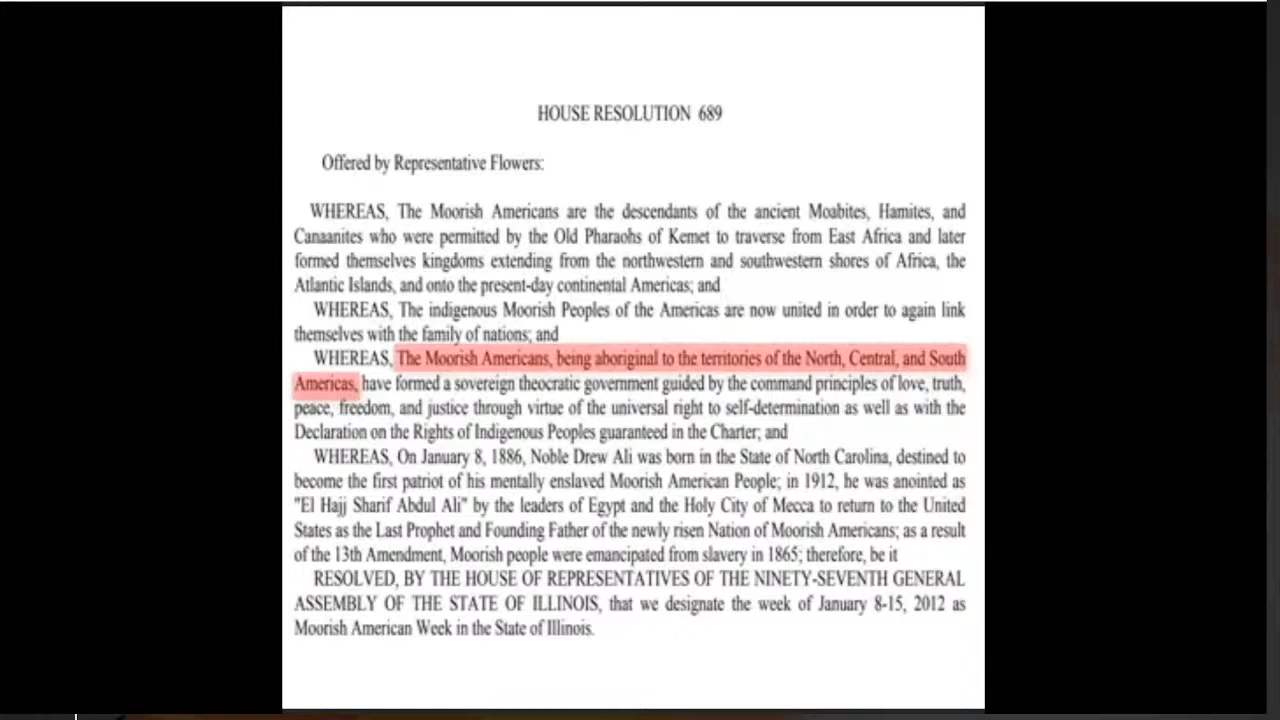 HOUSE RESOLUTION 689
Offered by Representative Flowers:
WHEREAS, The Moorish Americans are the descendants of the ancient Moabites, Hamites, and
Canaanites who were permitted by the Old Pharaohs of Kemet to traverse from East Africa and later
formed themselves kingdoms extending from the northwestern and southwestern shores of Africa, the
Atlantic Islands, and onto the present-day continental Americas; and
WHEREAS, The indigenous Moorish Peoples of the Americas are now united in order to again link
themselves with the family of nations; and
WHEREAS, The Moorish Americans, being aboriginal to the territories of the North, Central, and South
Americas, have formed a sovereign theocratic government guided by the command principles of love, truth,
peace, freedom, and justice through virtue of the universal right to self-determination as well as with the
Declaration on the Rights of Indigenous Peoples guaranteed in the Charter; and
WHEREAS, On January 8, 1886, Noble Drew Ali was born in the State of North Carolina, destined to
become the first patriot of his mentally enslaved Moorish American People; in 1912, he was anointed as
"El Hajj Sharif Abdul Ali" by the leaders of Egypt and the Holy City of Mecca to return to the United
States as the Last Prophet and Founding Father of the newly risen Nation of Moorish Americans; as a result
of the 13th Amendment, Moorish people were emancipated from slavery in 1865; therefore, be it
RESOLVED, BY THE HOUSE OF REPRESENTATIVES OF THE NINETY-SEVENTH GENERAL
ASSEMBLY OF THE STATE OF ILLINOIS, that we designate the week of January 8-15, 2012 as
Moorish American Week in the State of Illinois.